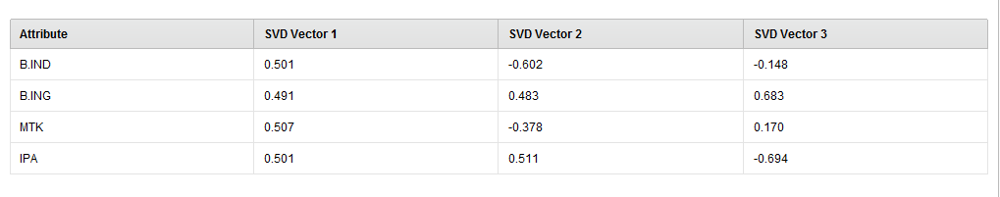 Attribute SVD Vector 1 SVD Vector 2 SVD Vector 3
B.IND 0.501 -0.602 -0.148
B.ING 0.491 0.483 0.683
MTK 0.507 -0.378 0.170
IPA 0.501 0.511 -0.694